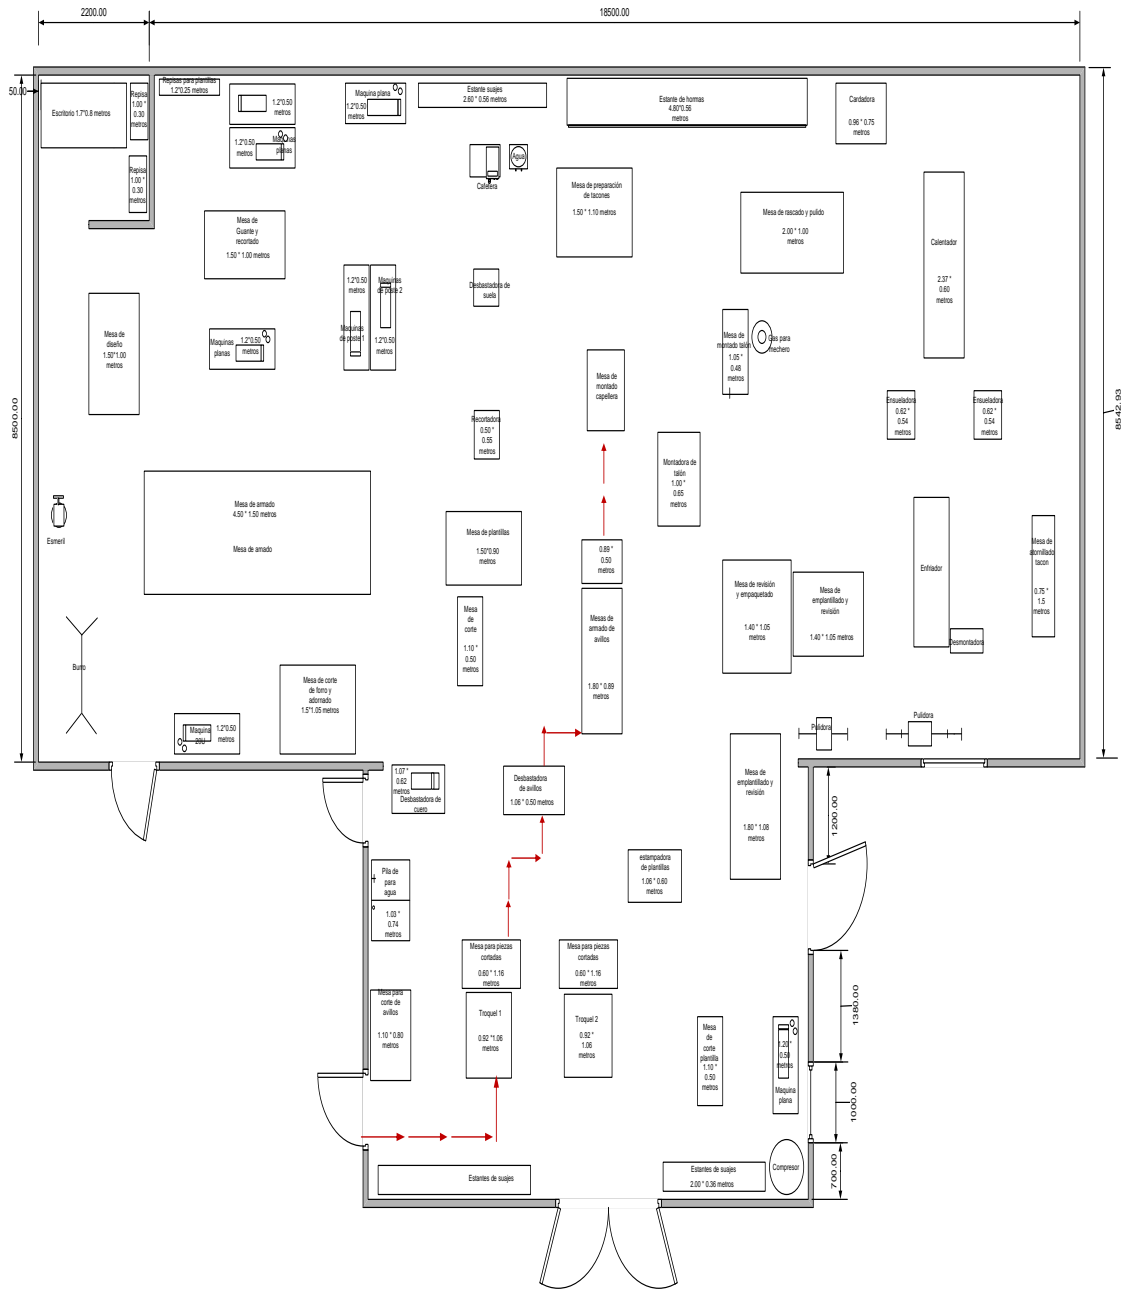 2200.00
18500.00
50.00
8500.00
8542.93
Escritorio 1.7*0.8 metros
Repisa
1.00 *
0.30
metros
Repisa
1.00 *
0.30
metros
Repisas para plantillas
1.2*0.25 metros
1.2*0.50
metros
1.2*0.50
metros
Maquinas
planas
Maquina plana
1.2*0.50
metros
Estante suajes
2.60 * 0.56 metros
Estante de hormas
4.80*0.56
metros
Cardadora
0.96 * 0.75
metros
Cafetera
Agua
Mesa de preparación
de tacones
1.50 * 1.10 metros
Mesa de rascado y pulido
2.00 * 1.00
metros
Calentador
2.37 *
0.60
metros
Mesa de
Guante y
recortado
1.50 * 1.00 metros
1.2*0.50
metros
Maquinas
de poste 1
Maquinas
de poste 2
1.2*0.50
metros
Desbastadora de
suela
Mesa de
diseño
1.50*1.00
metros
Maquinas
planas
1.2*0.50
metros
Mesa de
montado
capellera
Mesa de
montado talón
1.05 *
0.48
metros
Gas para
mechero
Ensueladora
0.62 *
0.54
metros
Ensueladora
0.62 *
0.54
metros
Recortadora
0.50 *
0.55
metros
Montadora de
talón
1.00 *
0.65
metros
Mesa de armado
4.50 * 1.50 metros
Mesa de amado
Esmeril
Mesa de plantillas
1.50*0.90
metros
0.89 *
0.50
metros
Enfriador
Mesa de
atornillado
tacon
0.75 *
1.5
metros
Mesa de revisión
y empaquetado
1.40 * 1.05
metros
Mesa de
emplantillado y
revisión
1.40 * 1.05 metros
Desmontadora
Mesa
de
corte
1.10 *
0.50
metros
Mesas de
armado de
avillos
1.80 * 0.89
metros
Burro
Mesa de corte
de forro y
adornado
1.5*1.05 metros
Maquina
20U
1.2*0.50
metros
Pulidora
Pulidora
1.07 *
0.62
metros
Desbastadora de
cuero
Desbastadora
de avillos
1.06 * 0.50 metros
Mesa de
emplantillado y
revisión
1.80 * 1.08
metros
1200.00
estampadora
de plantillas
1.06 * 0.60
metros
Pila de
para
agua
1.03 *
0.74
metros
Mesa para piezas
cortadas
0.60 * 1.16
metros
Mesa para piezas
cortadas
0.60 * 1.16
metros
1380.00
Mesa para
corte de
avillos
1.10 * 0.80
metros
Troquel 1
0.92 *1.06
metros
Troquel 2
0.92 *
1.06
metros
Mesa
de
corte
plantilla
1.10 *
0.50
metros
1.20 *
0.50
metros
Maquina
plana
1000.00
700.00
Estantes de suajes
Estantes de suajes
2.00 * 0.36 metros
Compresor